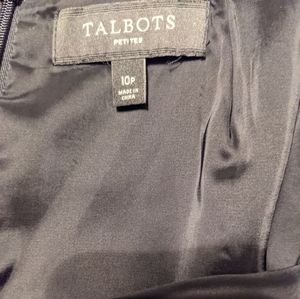 TALBOTS
PETITES
10P
MADE IN
CHINA